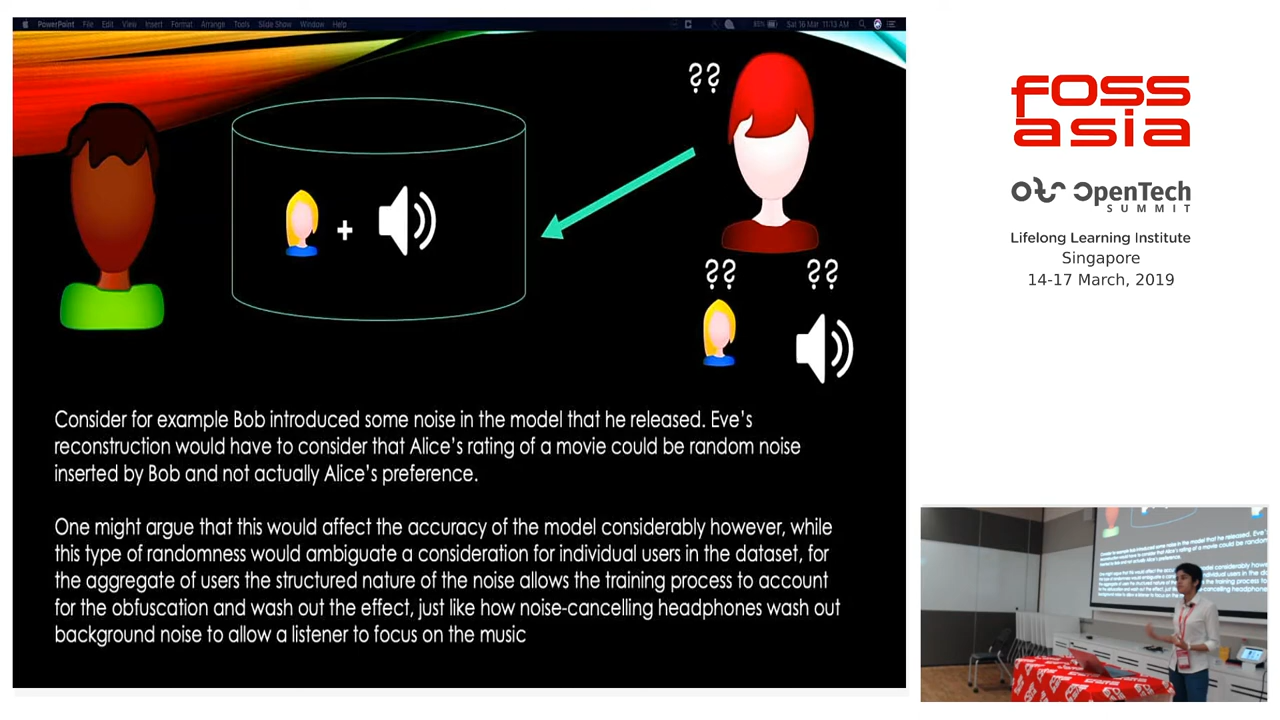 PowerPoint File Edit View Insert Format Arrange Tools Slide Show Window Help
Sat 16 Mar 11:13 AM
??
+
?? ??
Consider for example Bob introduced some noise in the model that he released. Eve's
reconstruction would have to consider that Alice's rating of a movie could be random noise
inserted by Bob and not actually Alice's preference.
One might argue that this would affect the accuracy of the model considerably however, while
this type of randomness would ambiguate a consideration for individual users in the dataset, for
the aggregate of users the structured nature of the noise allows the training process to account
for the obfuscation and wash out the effect, just like how noise-cancelling headphones wash out
background noise to allow a listener to focus on the music
foss
asia
OpenTech
SUMMIT
Lifelong Learning Institute
Singapore
14-17 March, 2019